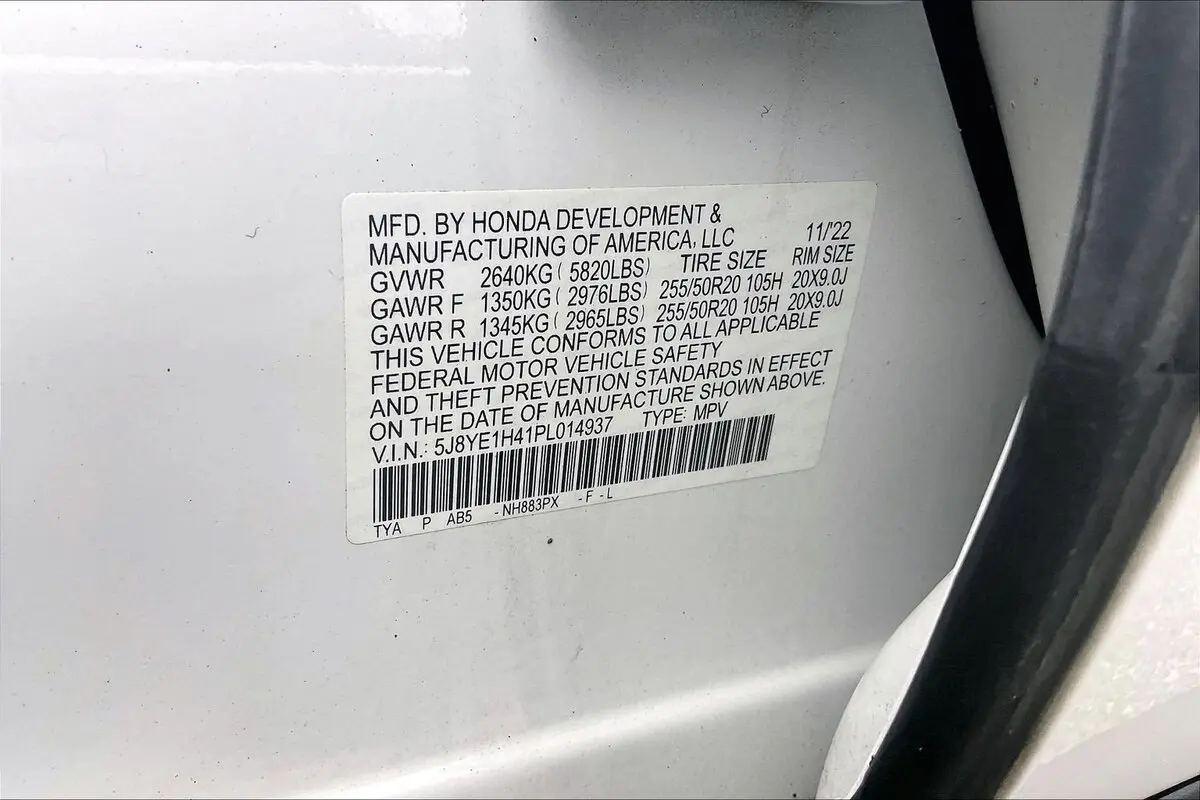 MFD. BY HONDA DEVELOPMENT &
MANUFACTURING OF AMERICA, LLC 11/'22
GVWR 2640KG ( 5820LBS) TIRE SIZE RIM SIZE
GAWR F 1350KG ( 2976LBS) 255/50R20 105H 20X9.0J
GAWR R 1345KG ( 2965LBS) 255/50R20 105H 20X9.0J
THIS VEHICLE CONFORMS TO ALL APPLICABLE
FEDERAL MOTOR VEHICLE SAFETY
AND THEFT PREVENTION STANDARDS IN EFFECT
ON THE DATE OF MANUFACTURE SHOWN ABOVE.
V.I.N.: 5J8YE1H41PL014937 TYPE: MPV
TYA P AB5 -NH883PX -F-L